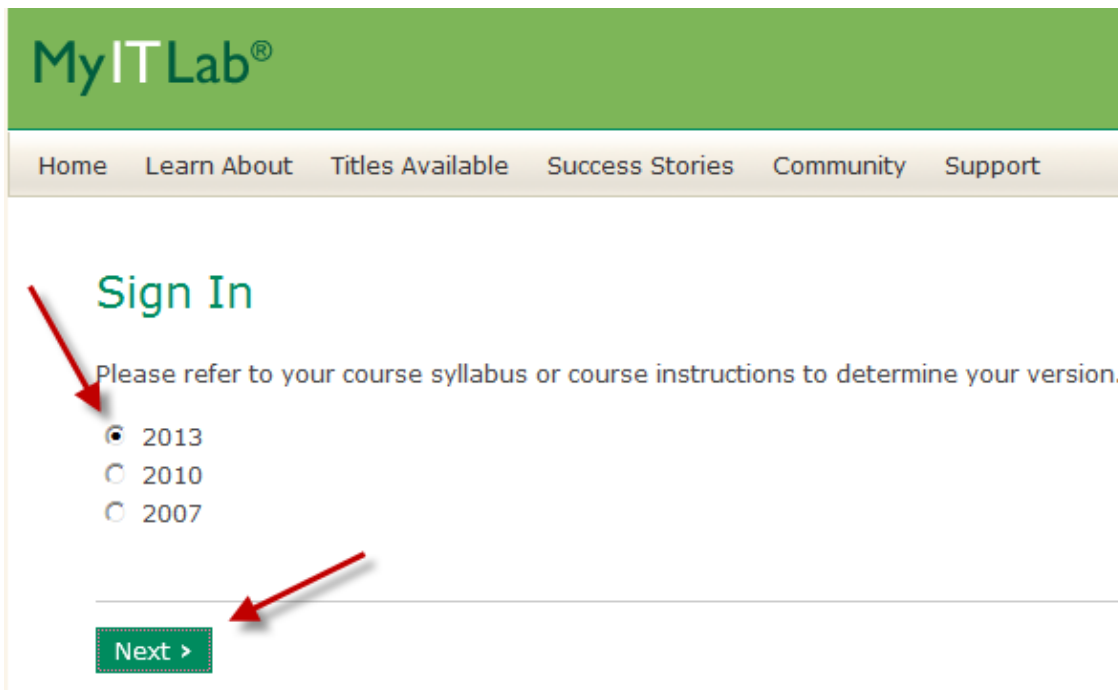 MyITLab®
Home Learn About Titles Available Success Stories Community Support
Sign In
Please refer to your course syllabus or course instructions to determine your version.
2013
2010
2007
Next >